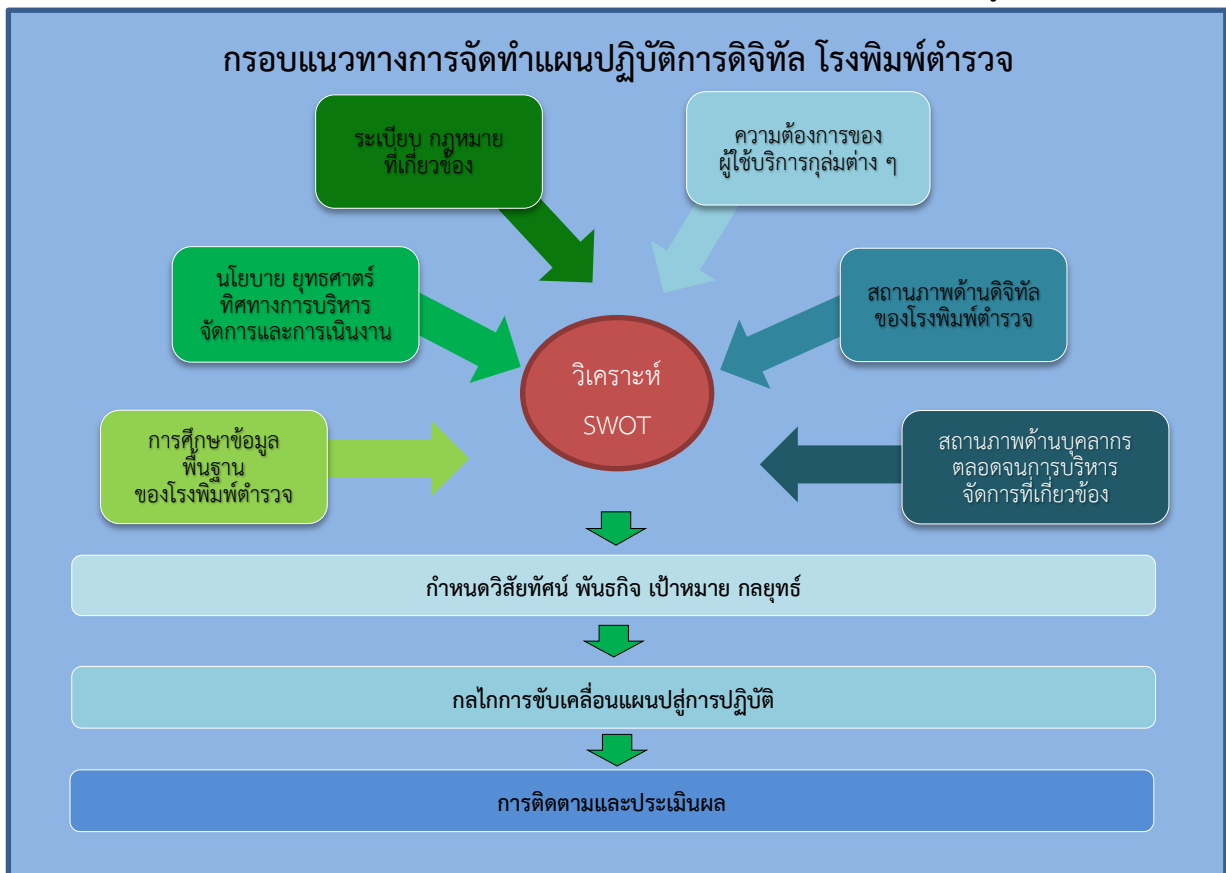 กรอบแนวทางการจัดทำแผนปฏิบัติการดิจิทัล โรงพิมพ์ตำรวจ
ระเบียบ กฎหมาย
ที่เกี่ยวข้อง
ความต้องการของ
ผู้ใช้บริการกลุ่มต่าง ๆ
นโยบาย ยุทธศาตร์
ทิศทางการบริหาร
จัดการและการเนินงาน
สถานภาพด้านดิจิทัล
ของโรงพิมพ์ตำรวจ
วิเคราะห์
SWOT
การศึกษาข้อมูล
พื้นฐาน
ของโรงพิมพ์ตำรวจ
สถานภาพด้านบุคลากร
ตลอดจนการบริหาร
จัดการที่เกี่ยวข้อง
กำหนดวิสัยทัศน์ พันธกิจ เป้าหมาย กลยุทธ์
กลไกการขับเคลื่อนแผนปสู่การปฏิบัติ
การติดตามและประเมินผล